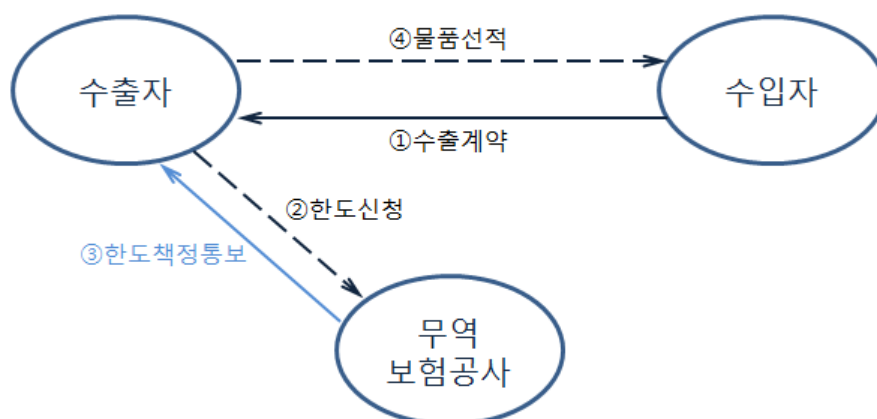 ④물품선적
수출자
수입자
①수출계약
②한도신청
③한도책정통보
무역
보험공사